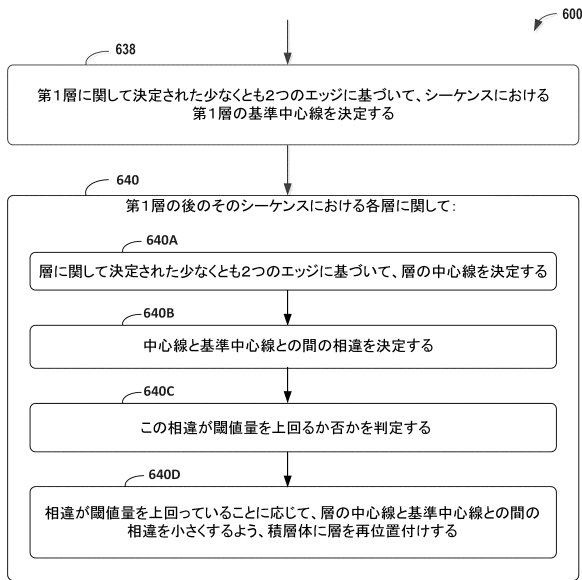 600
638
第1層に関して決定された少なくとも2つのエッジに基づいて、シーケンスにおける
第1層の基準中心線を決定する
640
第1層の後のそのシーケンスにおける各層に関して:
640A
層に関して決定された少なくとも2つのエッジに基づいて、層の中心線を決定する
640B
中心線と基準中心線との間の相違を決定する
640C
この相違が閾値量を上回るか否かを判定する
640D
相違が閾値量を上回っていることに応じて、層の中心線と基準中心線との間の
相違を小さくするよう、積層体に層を再位置付けする